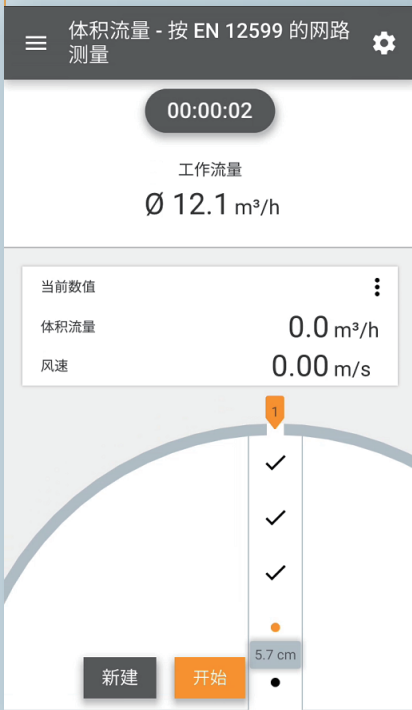 体积流量 - 按 EN 12599 的网路
测量
00:00:02
工作流量
Ø 12.1 m³/h
当前数值
体积流量 0.0 m³/h
风速 0.00 m/s
1
5.7 cm
新建 开始